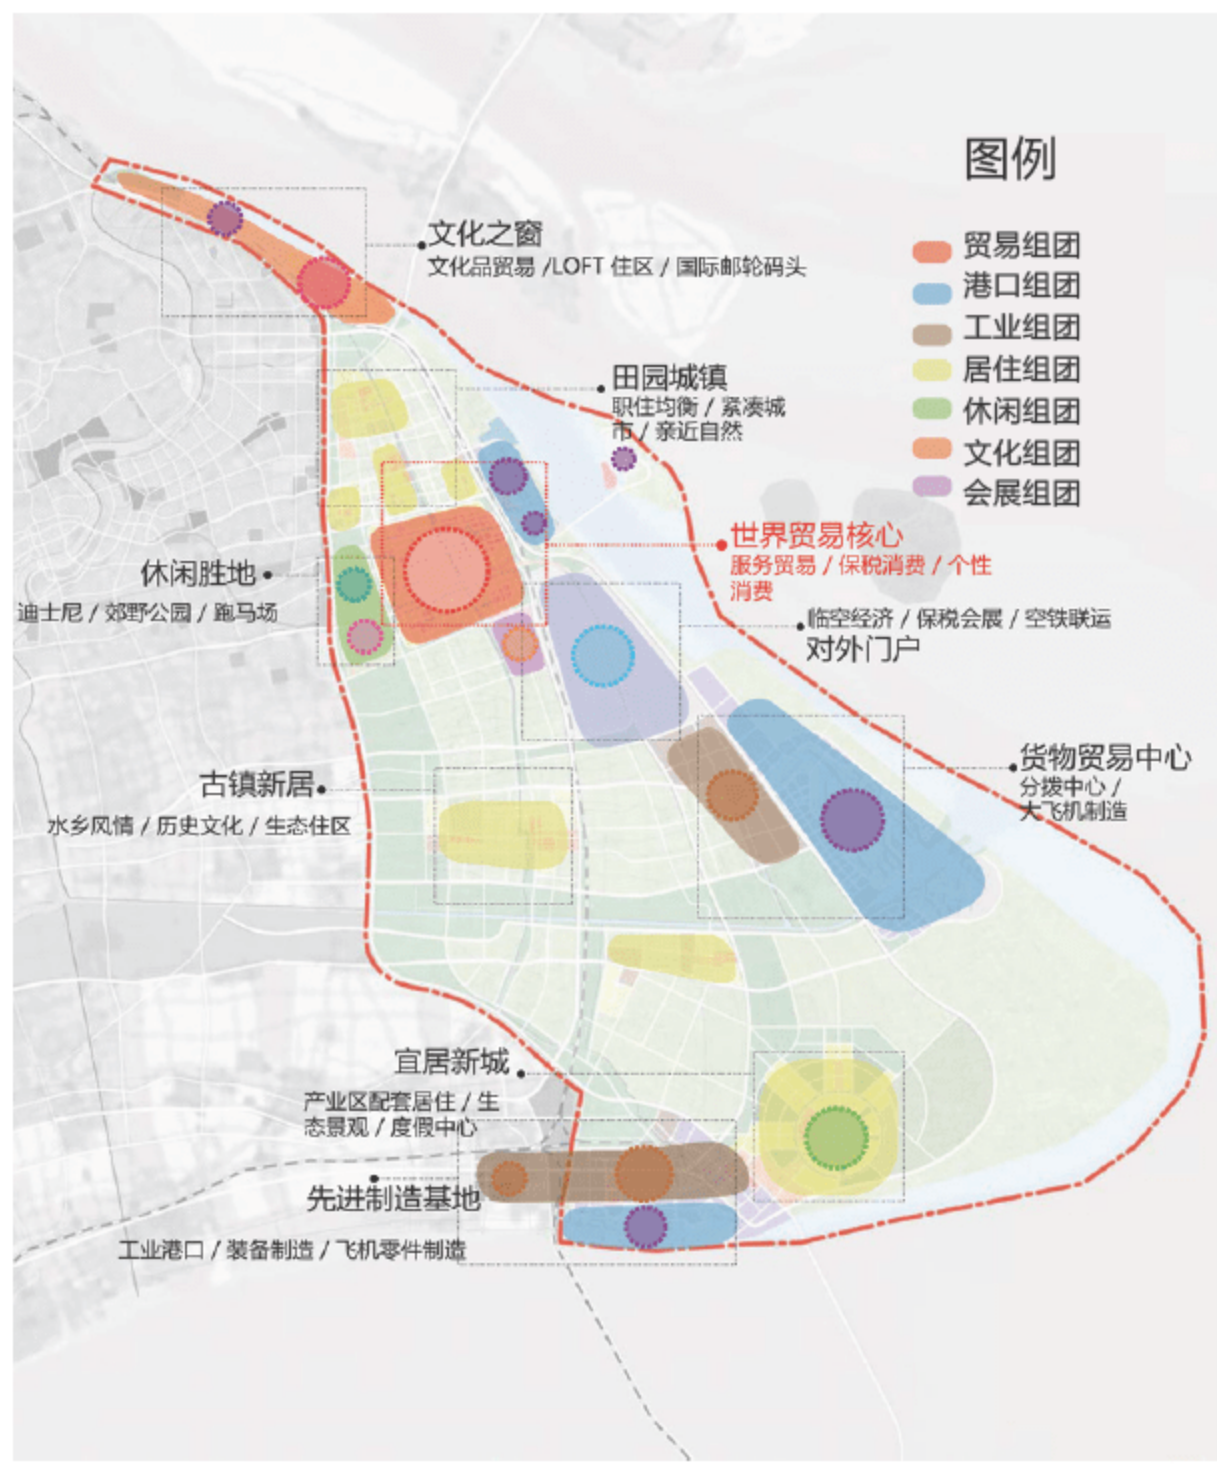 图例
贸易组团
港口组团
工业组团
居住组团
休闲组团
文化组团
会展组团
文化之窗
文化品贸易 /LOFT 住区 / 国际邮轮码头
田园城镇
职住均衡 / 紧凑城
市 / 亲近自然
世界贸易核心
服务贸易 / 保税消费 / 个性
消费
休闲胜地
迪士尼 / 郊野公园 / 跑马场
临空经济 / 保税会展 / 空铁联运
对外门户
货物贸易中心
分拨中心 /
大飞机制造
古镇新居
水乡风情 / 历史文化 / 生态住区
宜居新城
产业区配套居住 / 生
态景观 / 度假中心
先进制造基地
工业港口 / 装备制造 / 飞机零件制造